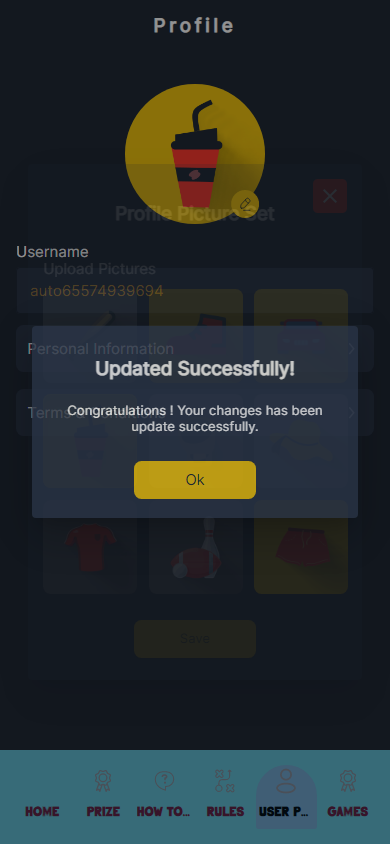 Profile
Profile Picture Set
Username
Upload Pictures
auto65574939694
Personal Information
Updated Successfully!
Congratulations ! Your changes has been
update successfully.
Ok
Save
HOME
PRIZE
HOW TO...
RULES
USER P...
GAMES